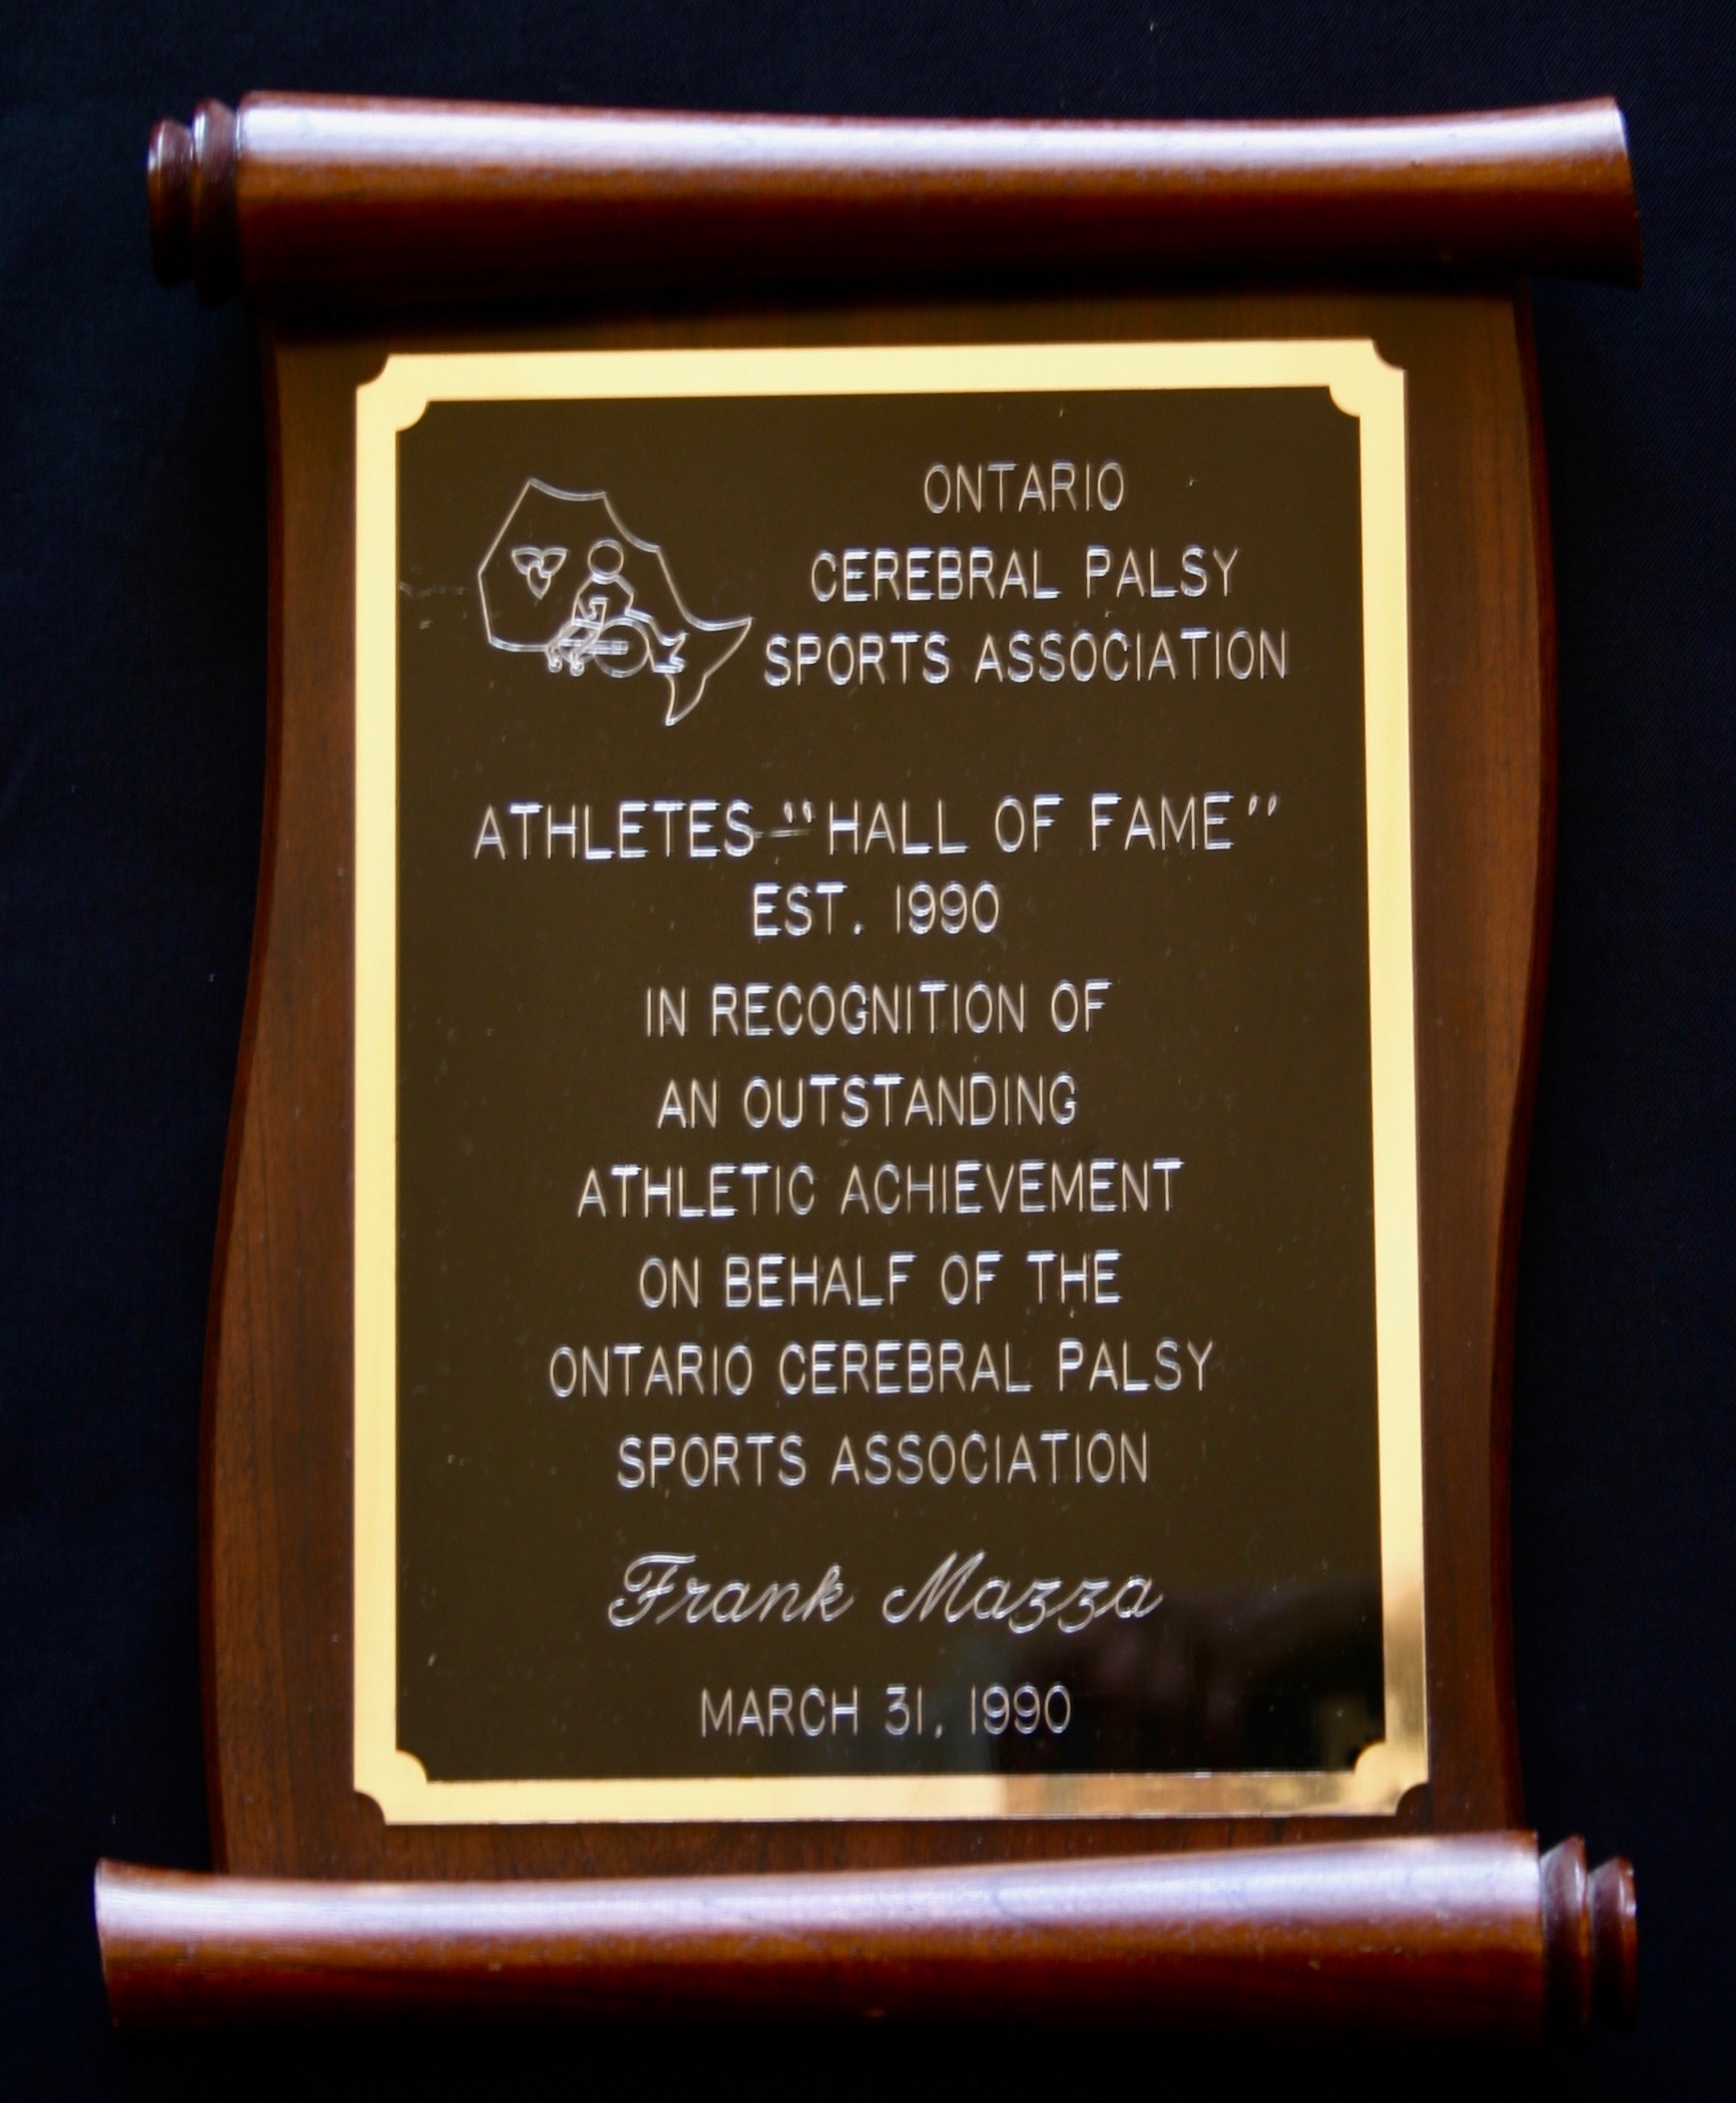 ONTARIO
CEREBRAL PALSY
SPORTS ASSOCIATION
ATHLETES "HALL OF FAME"
EST. 1990
IN RECOGNITION OF
AN OUTSTANDING
ATHLETIC ACHIEVEMENT
ON BEHALF OF THE
ONTARIO CEREBRAL PALSY
SPORTS ASSOCIATION
Frank Mazza
MARCH 31, 1990